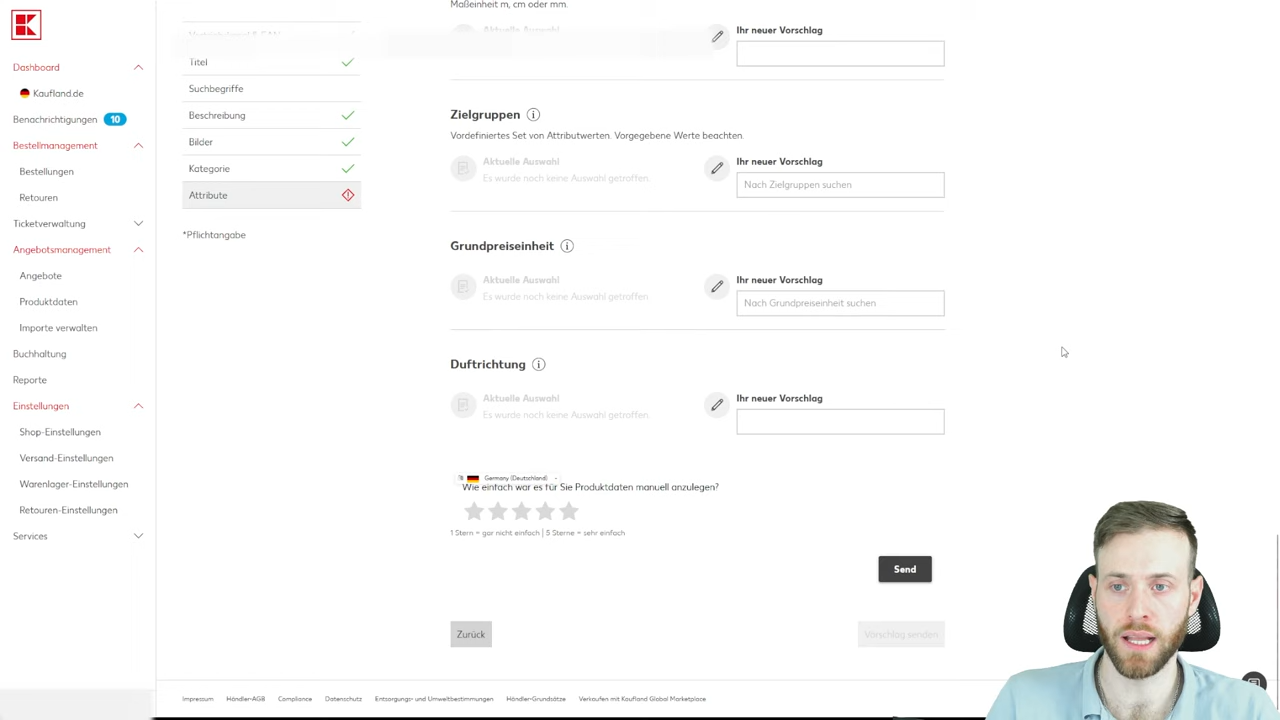 Dashboard
Kaufland.de
Benachrichtigungen 10
Bestellmanagement
Bestellungen
Retouren
Ticketverwaltung
Angebotsmanagement
Angebote
Produktdaten
Importe verwalten
Buchhaltung
Reporte
Einstellungen
Shop-Einstellungen
Versand-Einstellungen
Warenlager-Einstellungen
Retouren-Einstellungen
Services
Titel
Suchbegriffe
Beschreibung
Bilder
Kategorie
Attribute
*Pflichtangabe
Maßeinheit m, cm oder mm.
Aktuelle Auswahl
Ihr neuer Vorschlag
Zielgruppen
Vordefiniertes Set von Attributwerten. Vorgegebene Werte beachten.
Aktuelle Auswahl
Es wurde noch keine Auswahl getroffen.
Ihr neuer Vorschlag
Nach Zielgruppen suchen
Grundpreiseinheit
Aktuelle Auswahl
Es wurde noch keine Auswahl getroffen.
Ihr neuer Vorschlag
Nach Grundpreiseinheit suchen
Duftrichtung
Aktuelle Auswahl
Es wurde noch keine Auswahl getroffen.
Ihr neuer Vorschlag
Germany (Deutschland)
Wie einfach war es für Sie Produktdaten manuell anzulegen?
1 Stern = gar nicht einfach | 5 Sterne = sehr einfach
Send
Zurück
Vorschlag senden
Impressum Händler-AGB Compliance Datenschutz Entsorgungs- und Umweltbestimmungen Händler-Grundsätze Verkaufen mit Kaufland Global Marketplace